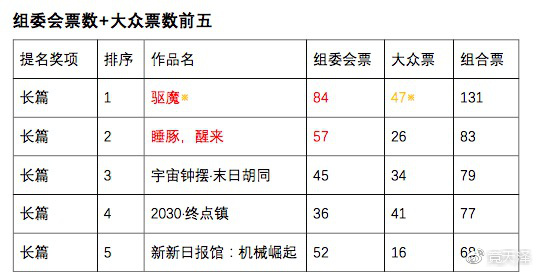 组委会票数+大众票数前五
提名奖项 排序 作品名 组委会票 大众票 组合票
长篇 1 驱魔※ 84 47※ 131
长篇 2 睡豚，醒来 57 26 83
长篇 3 宇宙钟摆·末日胡同 45 34 79
长篇 4 2030·终点镇 36 41 77
长篇 5 新新日报馆：机械崛起 52 16 68